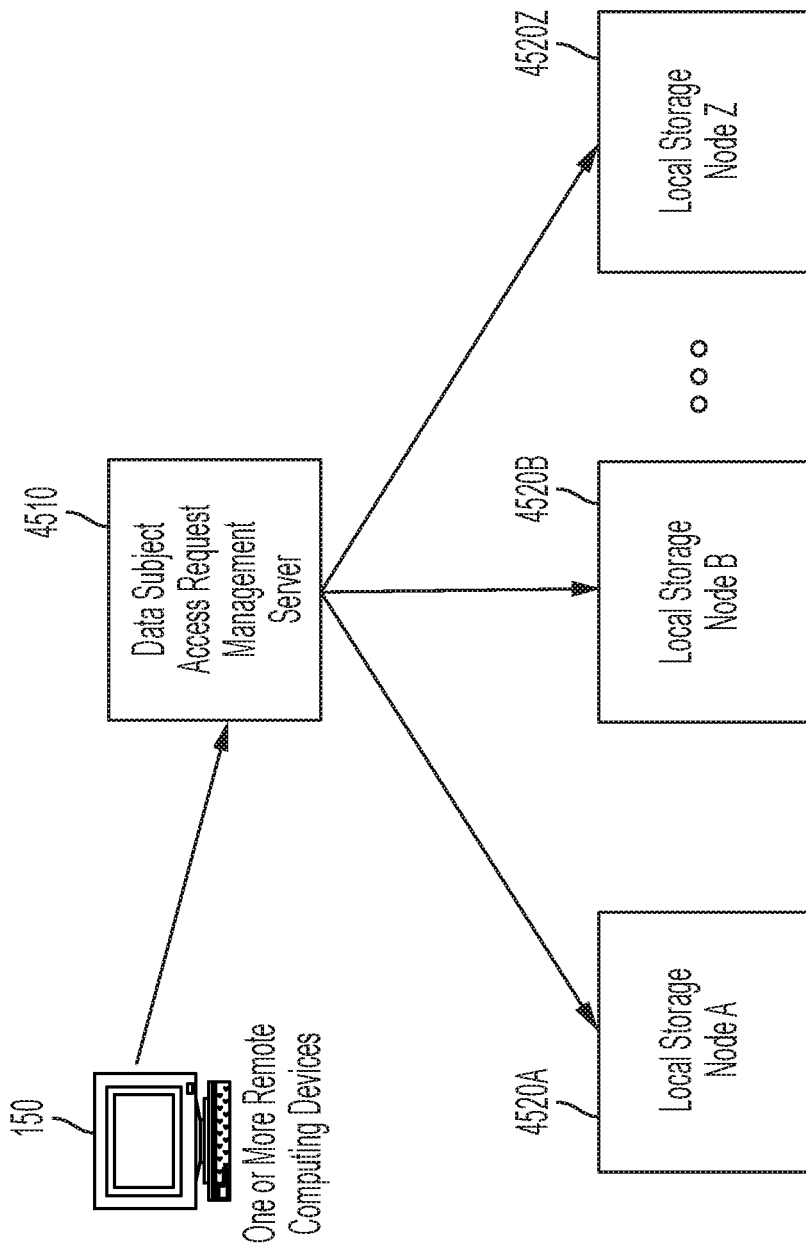 150
One or More Remote
Computing Devices
4510
Data Subject
Access Request
Management
Server
4520A
Local Storage
Node A
4520B
Local Storage
Node B
4520Z
Local Storage
Node Z